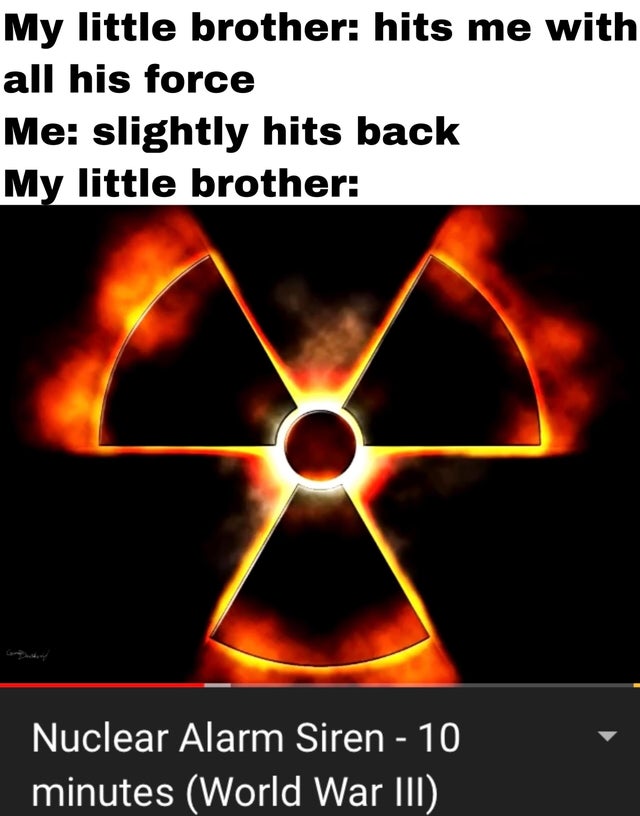 My little brother: hits me with
all his force
Me: slightly hits back
My little brother:
Nuclear Alarm Siren - 10
minutes (World War III)